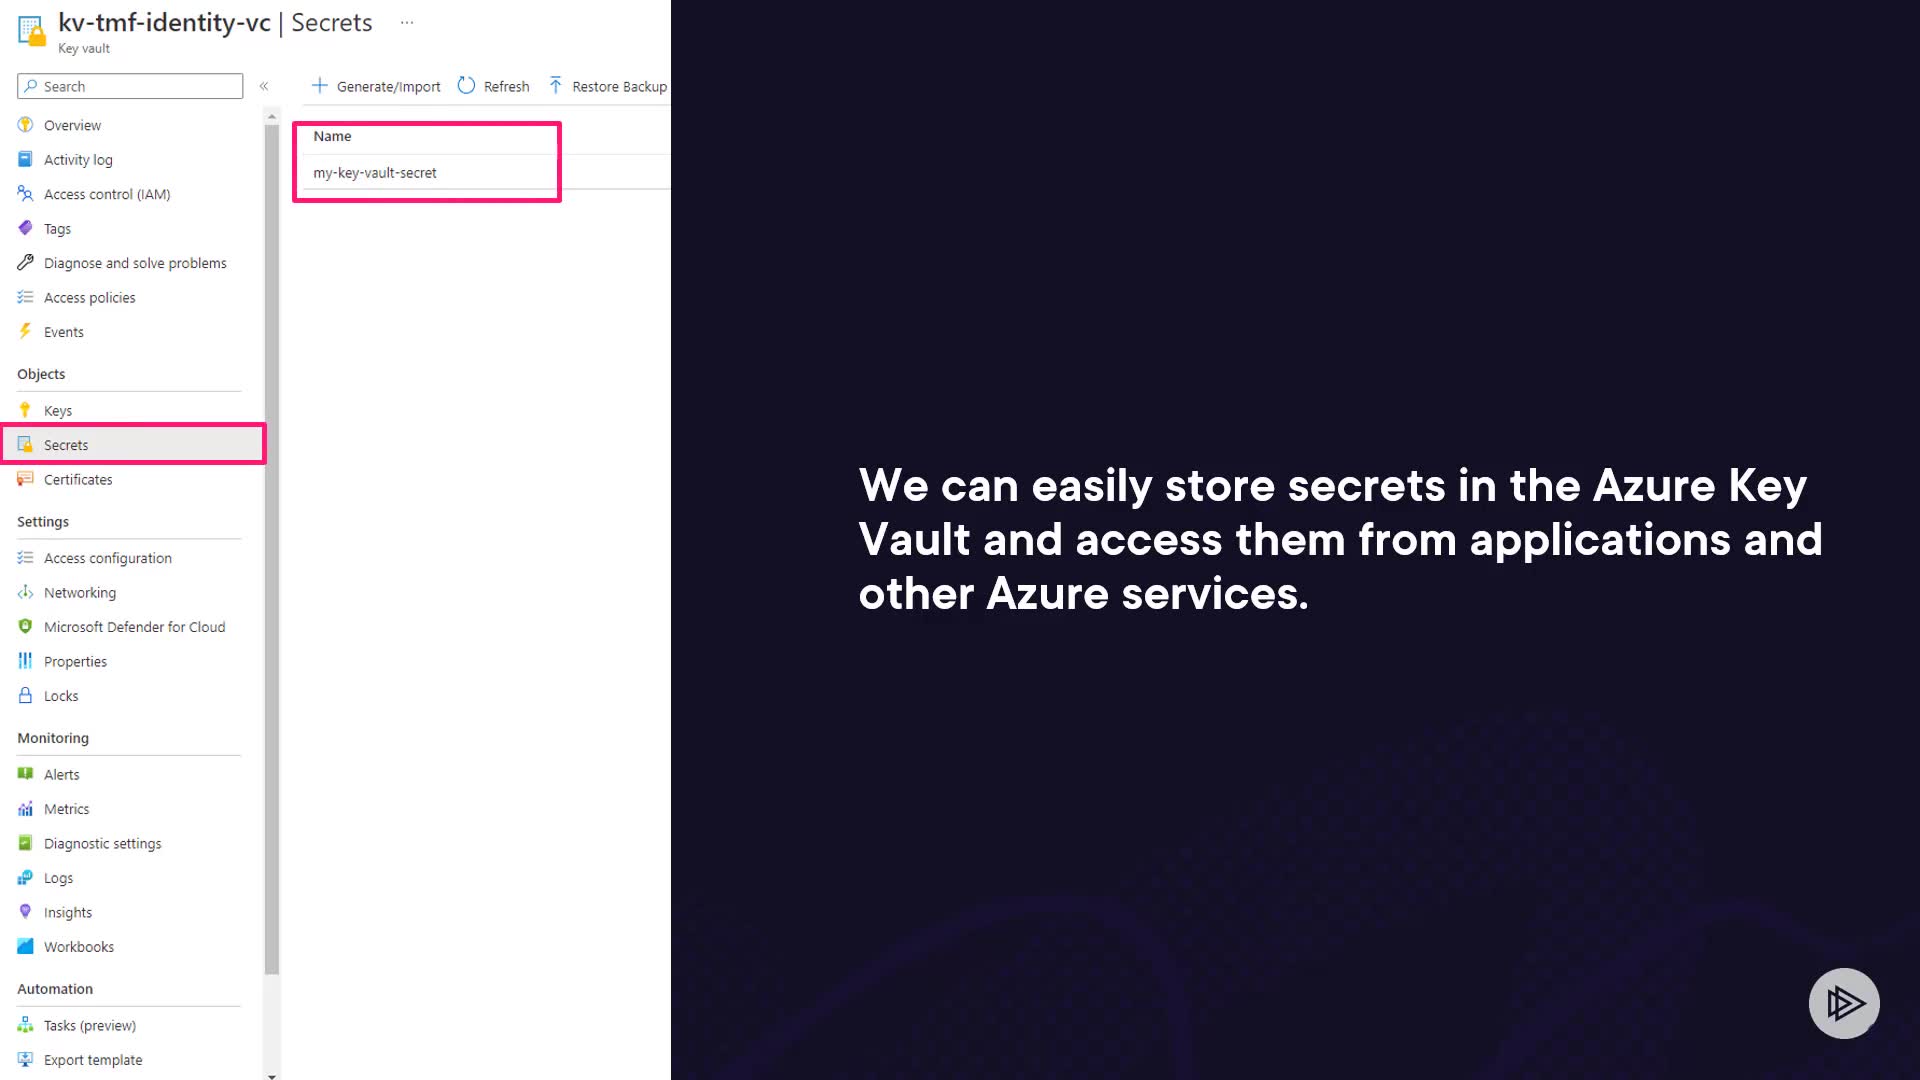 kv-tmf-identity-vc | Secrets ...
Key vault
Search «
Generate/Import Refresh Restore Backup
Name
my-key-vault-secret
Overview
Activity log
Access control (IAM)
Tags
Diagnose and solve problems
Access policies
Events
Objects
Keys
Secrets
Certificates
Settings
Access configuration
Networking
Microsoft Defender for Cloud
Properties
Locks
Monitoring
Alerts
Metrics
Diagnostic settings
Logs
Insights
Workbooks
Automation
Tasks (preview)
Export template
We can easily store secrets in the Azure Key
Vault and access them from applications and
other Azure services.